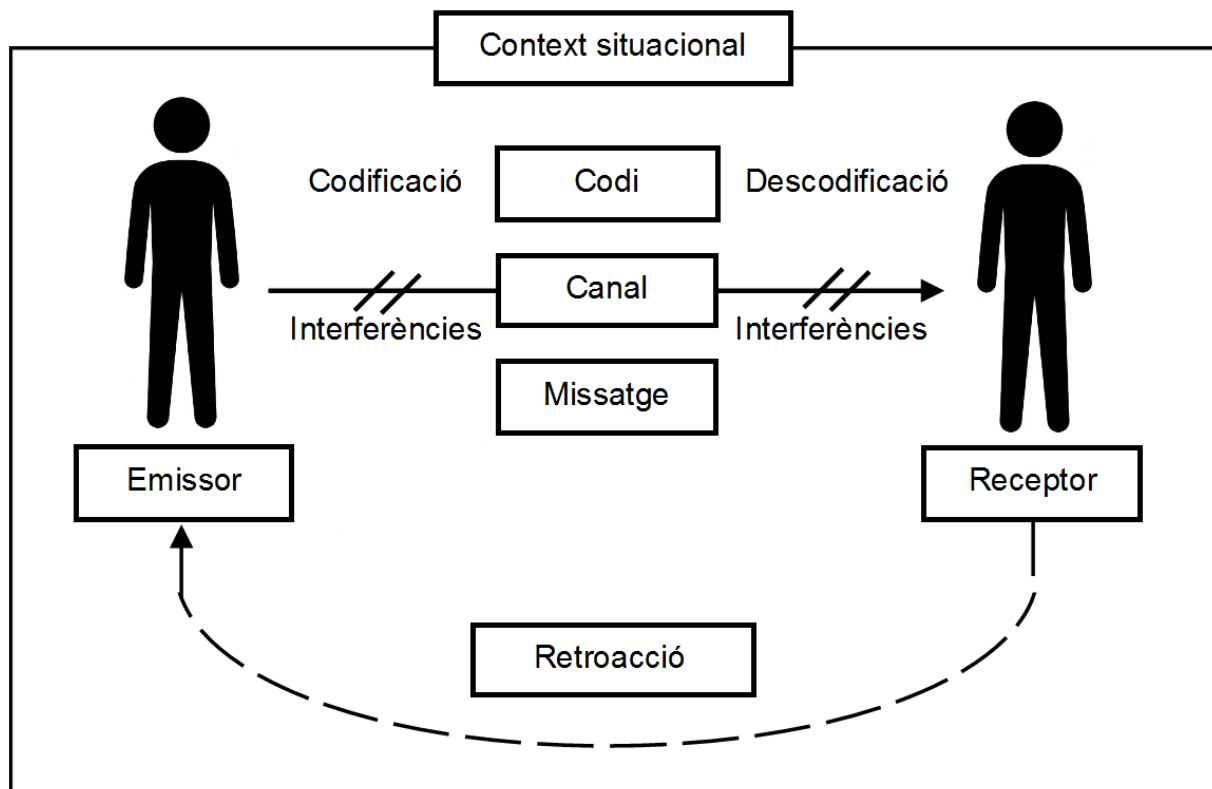 Context situacional
Codificació
Codi
Descodificació
Canal
Interferències
Interferències
Missatge
Emissor
Receptor
Retroacció